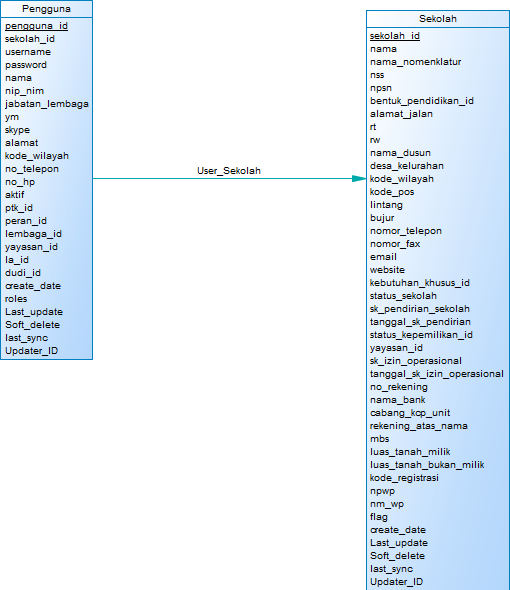 Pengguna
pengguna_id
sekolah_id
username
password
nama
nip_nim
jabatan_lembaga
ym
skype
alamat
kode_wilayah
no_telepon
no_hp
aktif
ptk_id
peran_id
lembaga_id
yayasan_id
la_id
dudi_id
create_date
roles
Last_update
Soft_delete
last_sync
Updater_ID
User_Sekolah
Sekolah
sekolah_id
nama
nama_nomenklatur
nss
npsn
bentuk_pendidikan_id
alamat_jalan
rt
rw
nama_dusun
desa_kelurahan
kode_wilayah
kode_pos
lintang
bujur
nomor_telepon
nomor_fax
email
website
kebutuhan_khusus_id
status_sekolah
sk_pendirian_sekolah
tanggal_sk_pendirian
status_kepemilikan_id
yayasan_id
sk_izin_operasional
tanggal_sk_izin_operasional
no_rekening
nama_bank
cabang_kcp_unit
rekening_atas_nama
mbs
luas_tanah_milik
luas_tanah_bukan_milik
kode_registrasi
npwp
nm_wp
flag
create_date
Last_update
Soft_delete
last_sync
Updater_ID